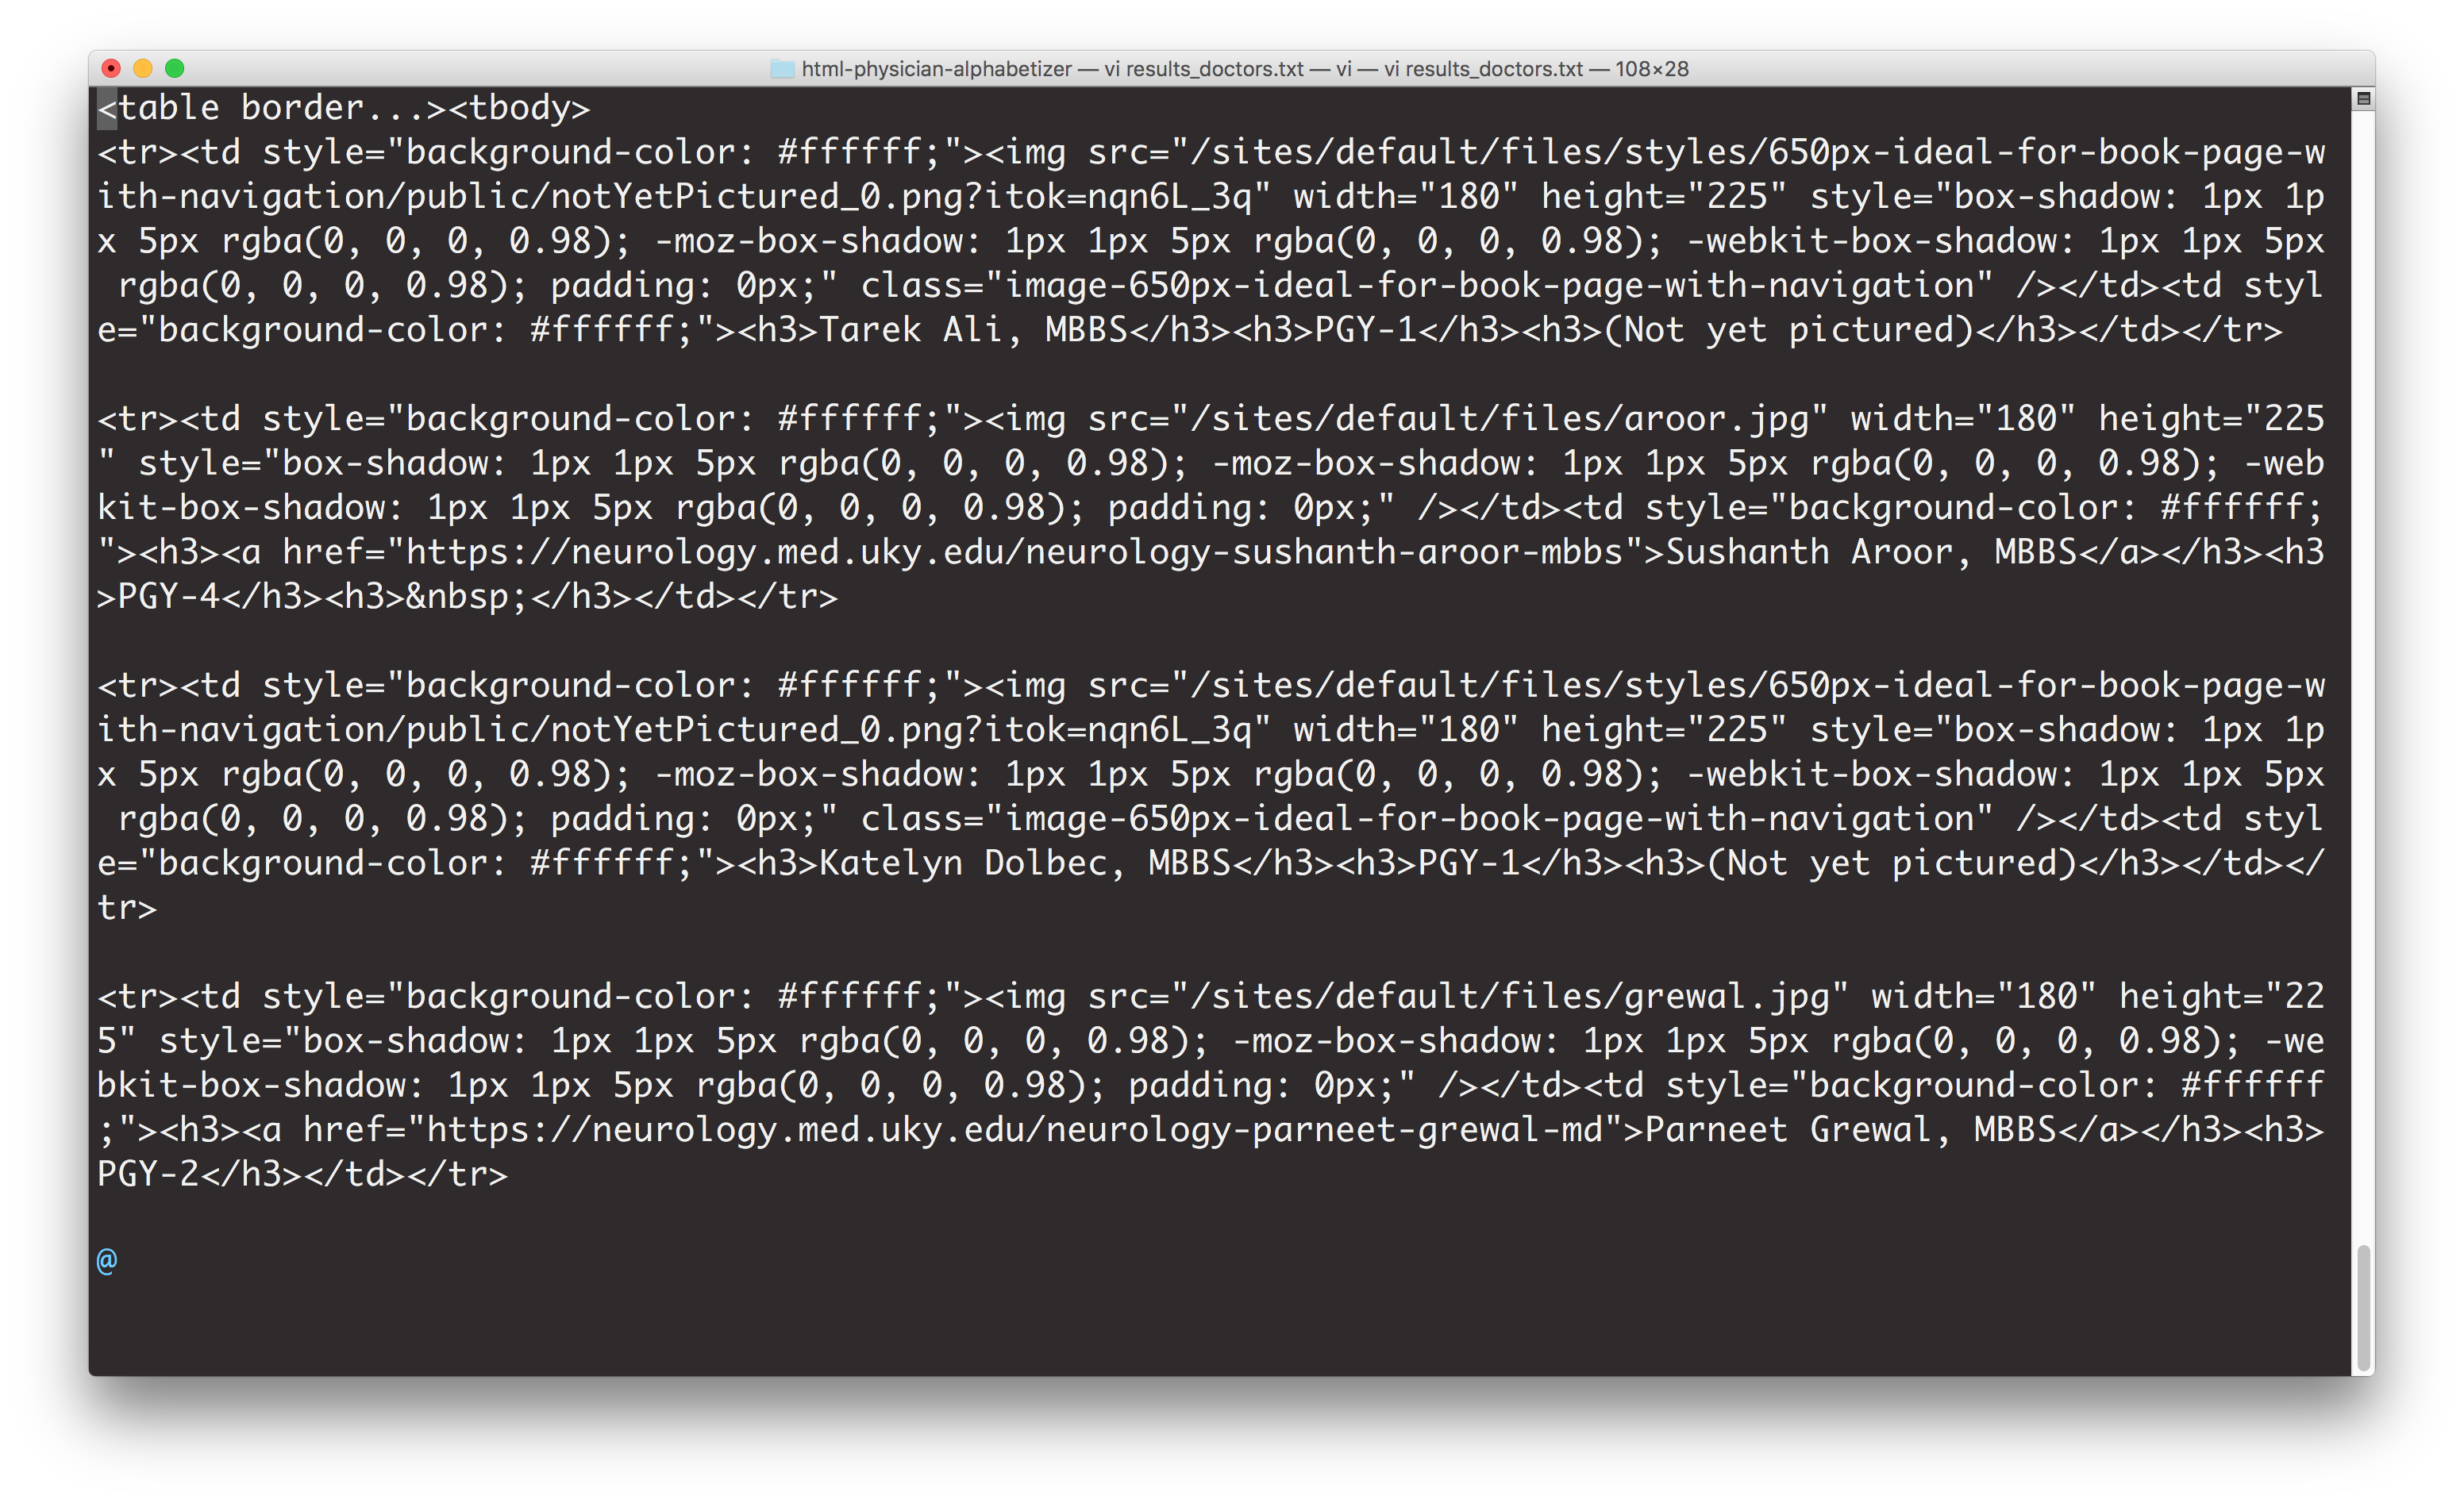 html-physician-alphabetizer — vi results_doctors.txt — vi — vi results_doctors.txt — 108×28
<table border...><tbody>
<tr><td style="background-color: #ffffff;"><img src="/sites/default/files/styles/650px-ideal-for-book-page-w
ith-navigation/public/notYetPictured_0.png?itok=nqn6L_3q" width="180" height="225" style="box-shadow: 1px 1p
x 5px rgba(0, 0, 0, 0.98); -moz-box-shadow: 1px 1px 5px rgba(0, 0, 0, 0.98); -webkit-box-shadow: 1px 1px 5px
 rgba(0, 0, 0, 0.98); padding: 0px;" class="image-650px-ideal-for-book-page-with-navigation" /></td><td styl
e="background-color: #ffffff;"><h3>Tarek Ali, MBBS</h3><h3>PGY-1</h3><h3>(Not yet pictured)</h3></td></tr>

<tr><td style="background-color: #ffffff;"><img src="/sites/default/files/aroor.jpg" width="180" height="225
" style="box-shadow: 1px 1px 5px rgba(0, 0, 0, 0.98); -moz-box-shadow: 1px 1px 5px rgba(0, 0, 0, 0.98); -web
kit-box-shadow: 1px 1px 5px rgba(0, 0, 0, 0.98); padding: 0px;" /></td><td style="background-color: #ffffff;
"><h3><a href="https://neurology.med.uky.edu/neurology-sushanth-aroor-mbbs">Sushanth Aroor, MBBS</a></h3><h3
>PGY-4</h3><h3>&nbsp;</h3></td></tr>

<tr><td style="background-color: #ffffff;"><img src="/sites/default/files/styles/650px-ideal-for-book-page-w
ith-navigation/public/notYetPictured_0.png?itok=nqn6L_3q" width="180" height="225" style="box-shadow: 1px 1p
x 5px rgba(0, 0, 0, 0.98); -moz-box-shadow: 1px 1px 5px rgba(0, 0, 0, 0.98); -webkit-box-shadow: 1px 1px 5px
 rgba(0, 0, 0, 0.98); padding: 0px;" class="image-650px-ideal-for-book-page-with-navigation" /></td><td styl
e="background-color: #ffffff;"><h3>Katelyn Dolbec, MBBS</h3><h3>PGY-1</h3><h3>(Not yet pictured)</h3></td></
tr>

<tr><td style="background-color: #ffffff;"><img src="/sites/default/files/grewal.jpg" width="180" height="22
5" style="box-shadow: 1px 1px 5px rgba(0, 0, 0, 0.98); -moz-box-shadow: 1px 1px 5px rgba(0, 0, 0, 0.98); -we
bkit-box-shadow: 1px 1px 5px rgba(0, 0, 0, 0.98); padding: 0px;" /></td><td style="background-color: #ffffff
;"><h3><a href="https://neurology.med.uky.edu/neurology-parneet-grewal-md">Parneet Grewal, MBBS</a></h3><h3>
PGY-2</h3></td></tr>

@